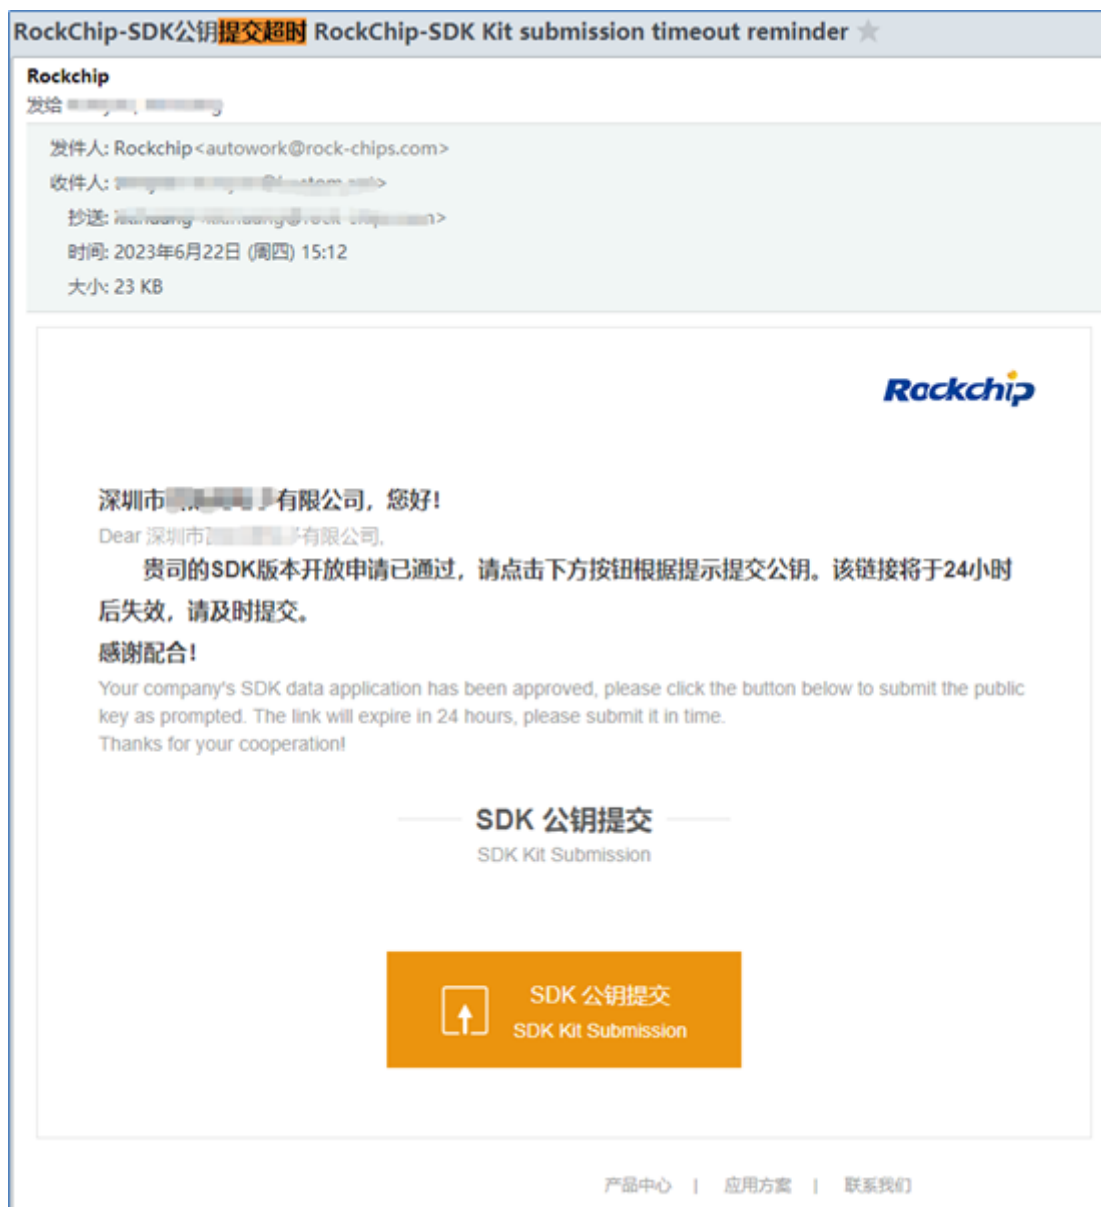 RockChip-SDK公钥提交超时 RockChip-SDK Kit submission timeout reminder
Rockchip
发给
发件人: Rockchip<autowork@rock-chips.com>
收件人:
抄送:
时间: 2023年6月22日 (周四) 15:12
大小: 23 KB
Rockchip
深圳市 有限公司，您好！
Dear 深圳市 有限公司,
贵司的SDK版本开放申请已通过，请点击下方按钮根据提示提交公钥。该链接将于24小时
后失效，请及时提交。
感谢配合！
Your company's SDK data application has been approved, please click the button below to submit the public
key as prompted. The link will expire in 24 hours, please submit it in time.
Thanks for your cooperation!
SDK 公钥提交
SDK Kit Submission
SDK 公钥提交
SDK Kit Submission
产品中心 | 应用方案 | 联系我们